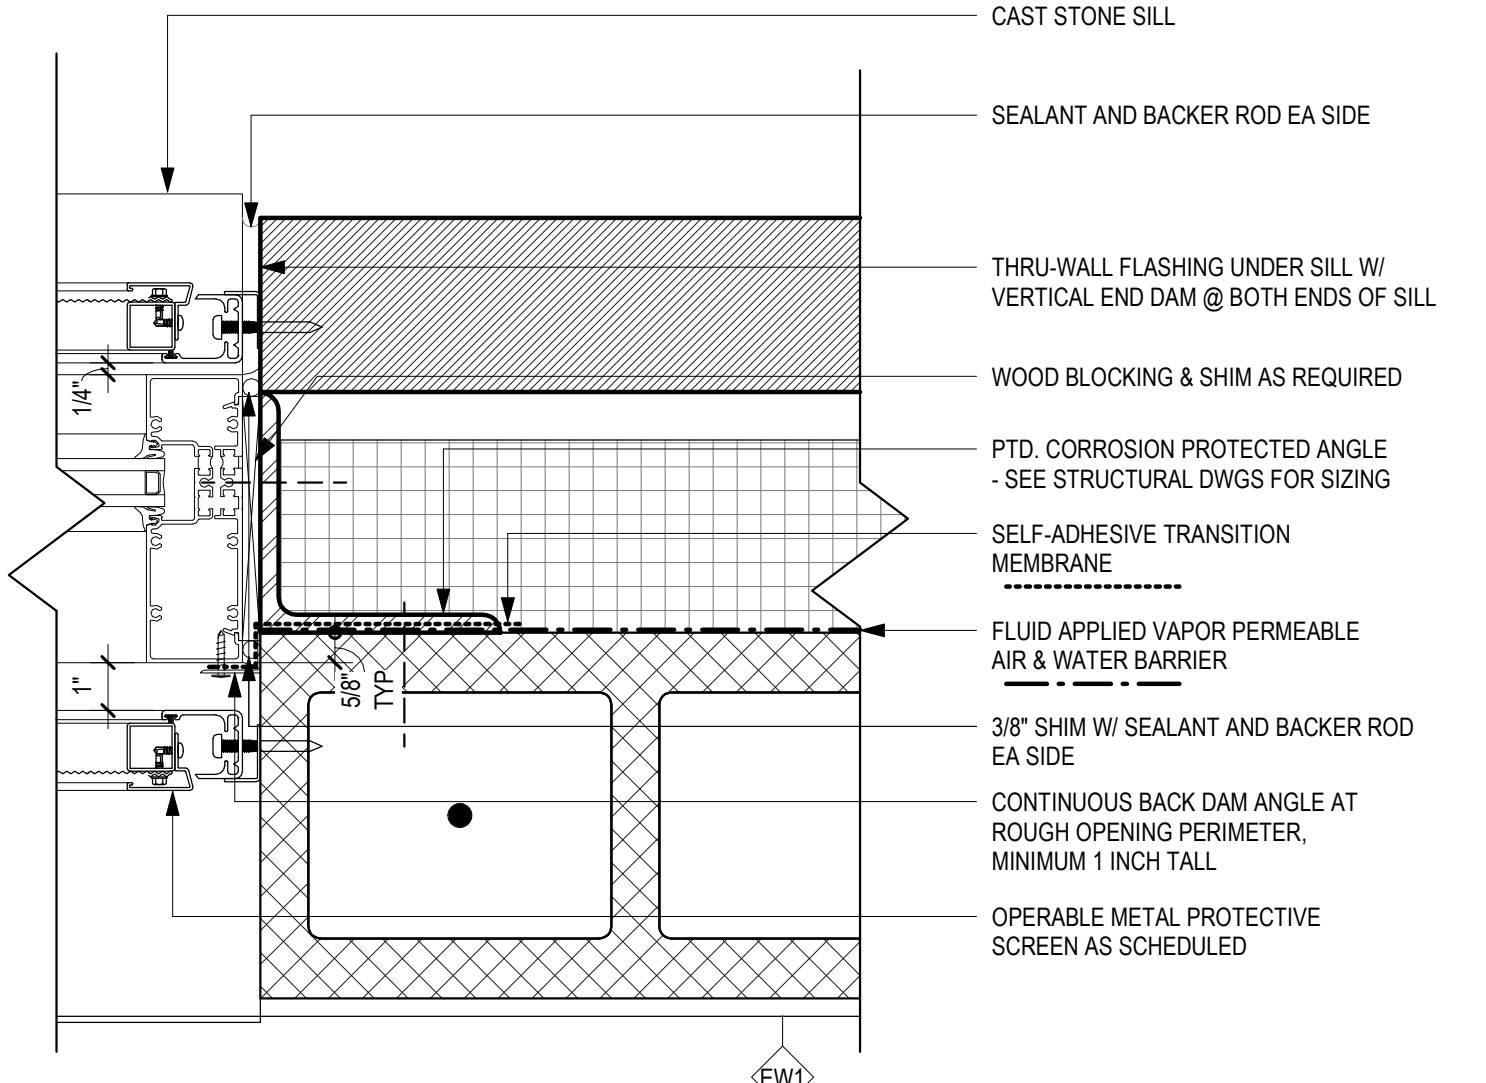 CAST STONE SILL
SEALANT AND BACKER ROD EA SIDE
THRU-WALL FLASHING UNDER SILL W/
VERTICAL END DAM @ BOTH ENDS OF SILL
WOOD BLOCKING & SHIM AS REQUIRED
1/4"
PTD. CORROSION PROTECTED ANGLE
- SEE STRUCTURAL DWGS FOR SIZING
SELF-ADHESIVE TRANSITION
MEMBRANE
FLUID APPLIED VAPOR PERMEABLE
AIR & WATER BARRIER
1"
5/8"
TYP
3/8" SHIM W/ SEALANT AND BACKER ROD
EA SIDE
CONTINUOUS BACK DAM ANGLE AT
ROUGH OPENING PERIMETER,
MINIMUM 1 INCH TALL
OPERABLE METAL PROTECTIVE
SCREEN AS SCHEDULED
EW1